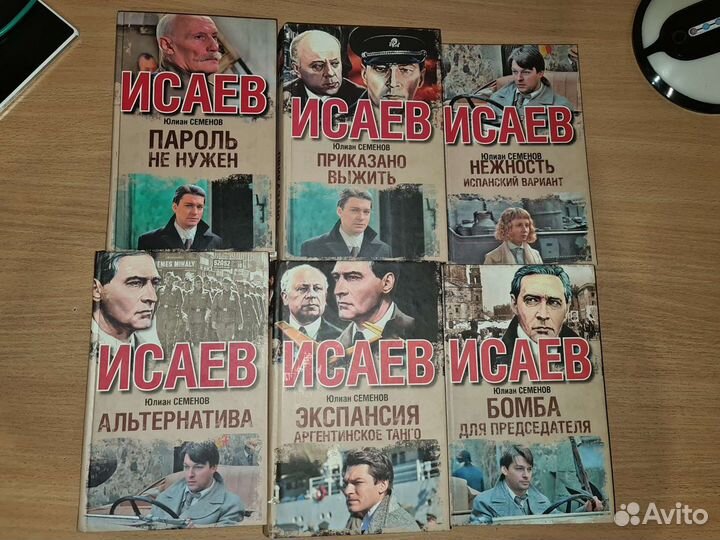 ИСАЕВ
Юлиан СЕМЕНОВ
ПАРОЛЬ
НЕ НУЖЕН
ИСАЕВ
Юлиан СЕМЕНОВ
ПРИКАЗАНО
ВЫЖИТЬ
ИСАЕВ
Юлиан СЕМЕНОВ
НЕЖНОСТЬ
ИСПАНСКИЙ ВАРИАНТ
ИСАЕВ
Юлиан СЕМЕНОВ
АЛЬТЕРНАТИВА
ИСАЕВ
Юлиан СЕМЕНОВ
ЭКСПАНСИЯ
АРГЕНТИНСКОЕ ТАНГО
ИСАЕВ
Юлиан СЕМЕНОВ
БОМБА
ДЛЯ ПРЕДСЕДАТЕЛЯ
Avito